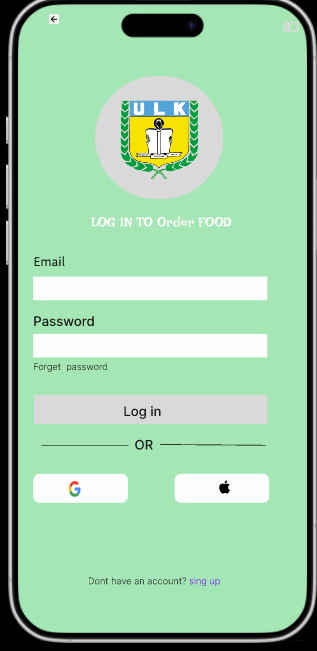 ULK
LOG IN TO Order FOOD
Email
Password
Forget password
Log in
OR
Dont have an account? sing up